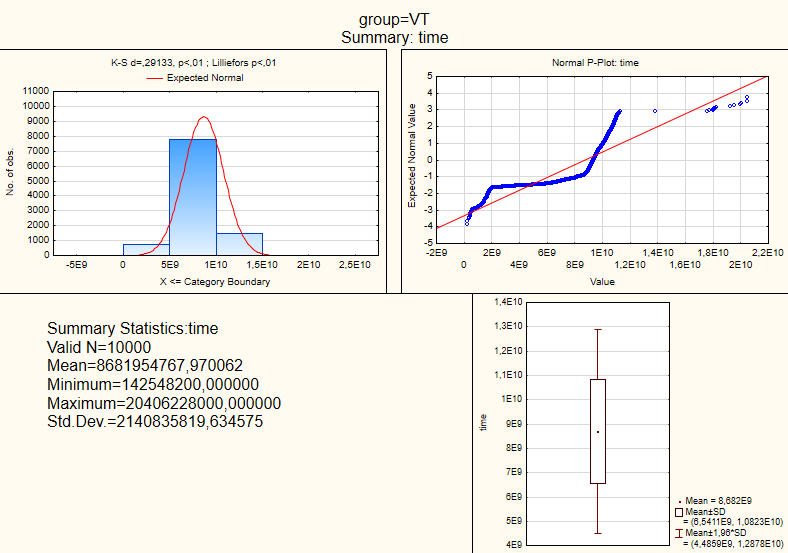 group=VT
Summary: time
K-S d=,29133, p<,01 ; Lilliefors p<,01
Expected Normal
No. of obs.
11000
10000
9000
8000
7000
6000
5000
4000
3000
2000
1000
0
-5E9 0 5E9 1E10 1,5E10 2E10 2,5E10
X <= Category Boundary
Normal P-Plot: time
Expected Normal Value
5
4
3
2
1
0
-1
-2
-3
-4
-5
-2E9 2E9 6E9 1E10 1,4E10 1,8E10 2,2E10
0 4E9 8E9 1,2E10 1,6E10 2E10
Value
Summary Statistics:time
Valid N=10000
Mean=8681954767,970062
Minimum=142548200,000000
Maximum=20406228000,000000
Std.Dev.=2140835819,634575
time
1,4E10
1,3E10
1,2E10
1,1E10
1E10
9E9
8E9
7E9
6E9
5E9
4E9
Mean = 8,682E9
Mean±SD
= (6,5411E9, 1,0823E10)
Mean±1,96*SD
= (4,4859E9, 1,2878E10)